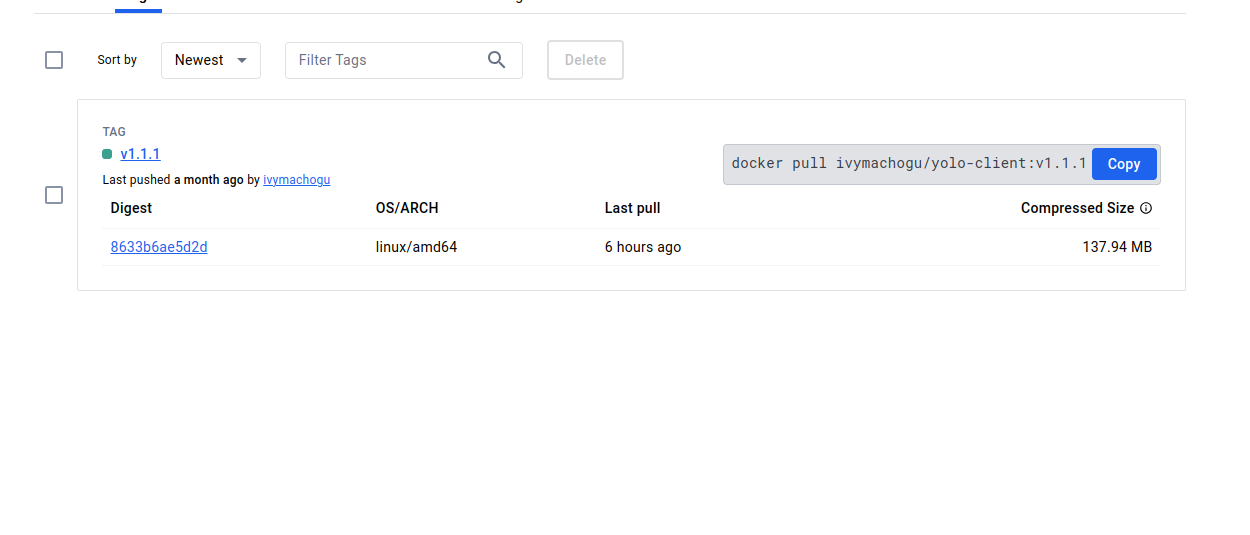 Sort by
Newest
Filter Tags
Delete
TAG
v1.1.1
docker pull ivymachogu/yolo-client:v1.1.1
Copy
Last pushed a month ago by ivymachogu
Digest OS/ARCH Last pull Compressed Size
8633b6ae5d2d linux/amd64 6 hours ago 137.94 MB